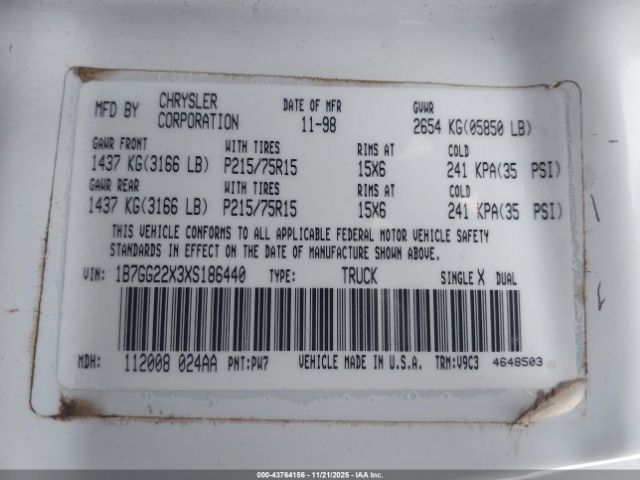 MFD BY CHRYSLER CORPORATION DATE OF MFR 11-98 GVWR 2654 KG(05850 LB)
GAWR FRONT WITH TIRES RIMS AT COLD
1437 KG(3166 LB) P215/75R15 15X6 241 KPA(35 PSI)
GAWR REAR WITH TIRES RIMS AT COLD
1437 KG(3166 LB) P215/75R15 15X6 241 KPA(35 PSI)
THIS VEHICLE CONFORMS TO ALL APPLICABLE FEDERAL MOTOR VEHICLE SAFETY
STANDARDS IN EFFECT ON THE DATE OF MANUFACTURE SHOWN ABOVE.
VIN: 1B7GG22X3XS186440 TYPE: TRUCK SINGLE X DUAL
MDH: 112008 024AA PNT:PW7 VEHICLE MADE IN U.S.A. TRM:V9C3 4648503
000-43764156 - 11/21/2025 - IAAC